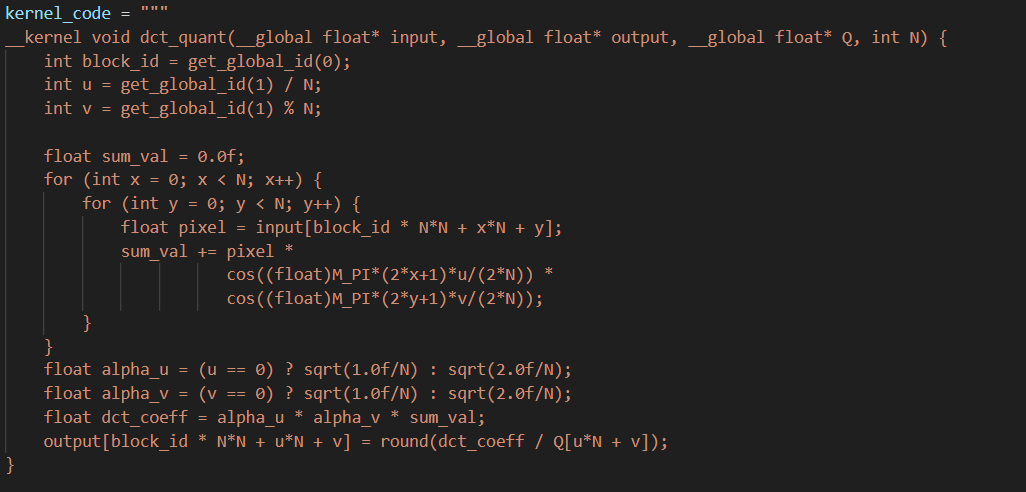 kernel_code = """
__kernel void dct_quant(__global float* input, __global float* output, __global float* Q, int N) {
    int block_id = get_global_id(0);
    int u = get_global_id(1) / N;
    int v = get_global_id(1) % N;

    float sum_val = 0.0f;
    for (int x = 0; x < N; x++) {
        for (int y = 0; y < N; y++) {
            float pixel = input[block_id * N*N + x*N + y];
            sum_val += pixel *
                       cos((float)M_PI*(2*x+1)*u/(2*N)) *
                       cos((float)M_PI*(2*y+1)*v/(2*N));
        }
    }
    float alpha_u = (u == 0) ? sqrt(1.0f/N) : sqrt(2.0f/N);
    float alpha_v = (v == 0) ? sqrt(1.0f/N) : sqrt(2.0f/N);
    float dct_coeff = alpha_u * alpha_v * sum_val;
    output[block_id * N*N + u*N + v] = round(dct_coeff / Q[u*N + v]);
}